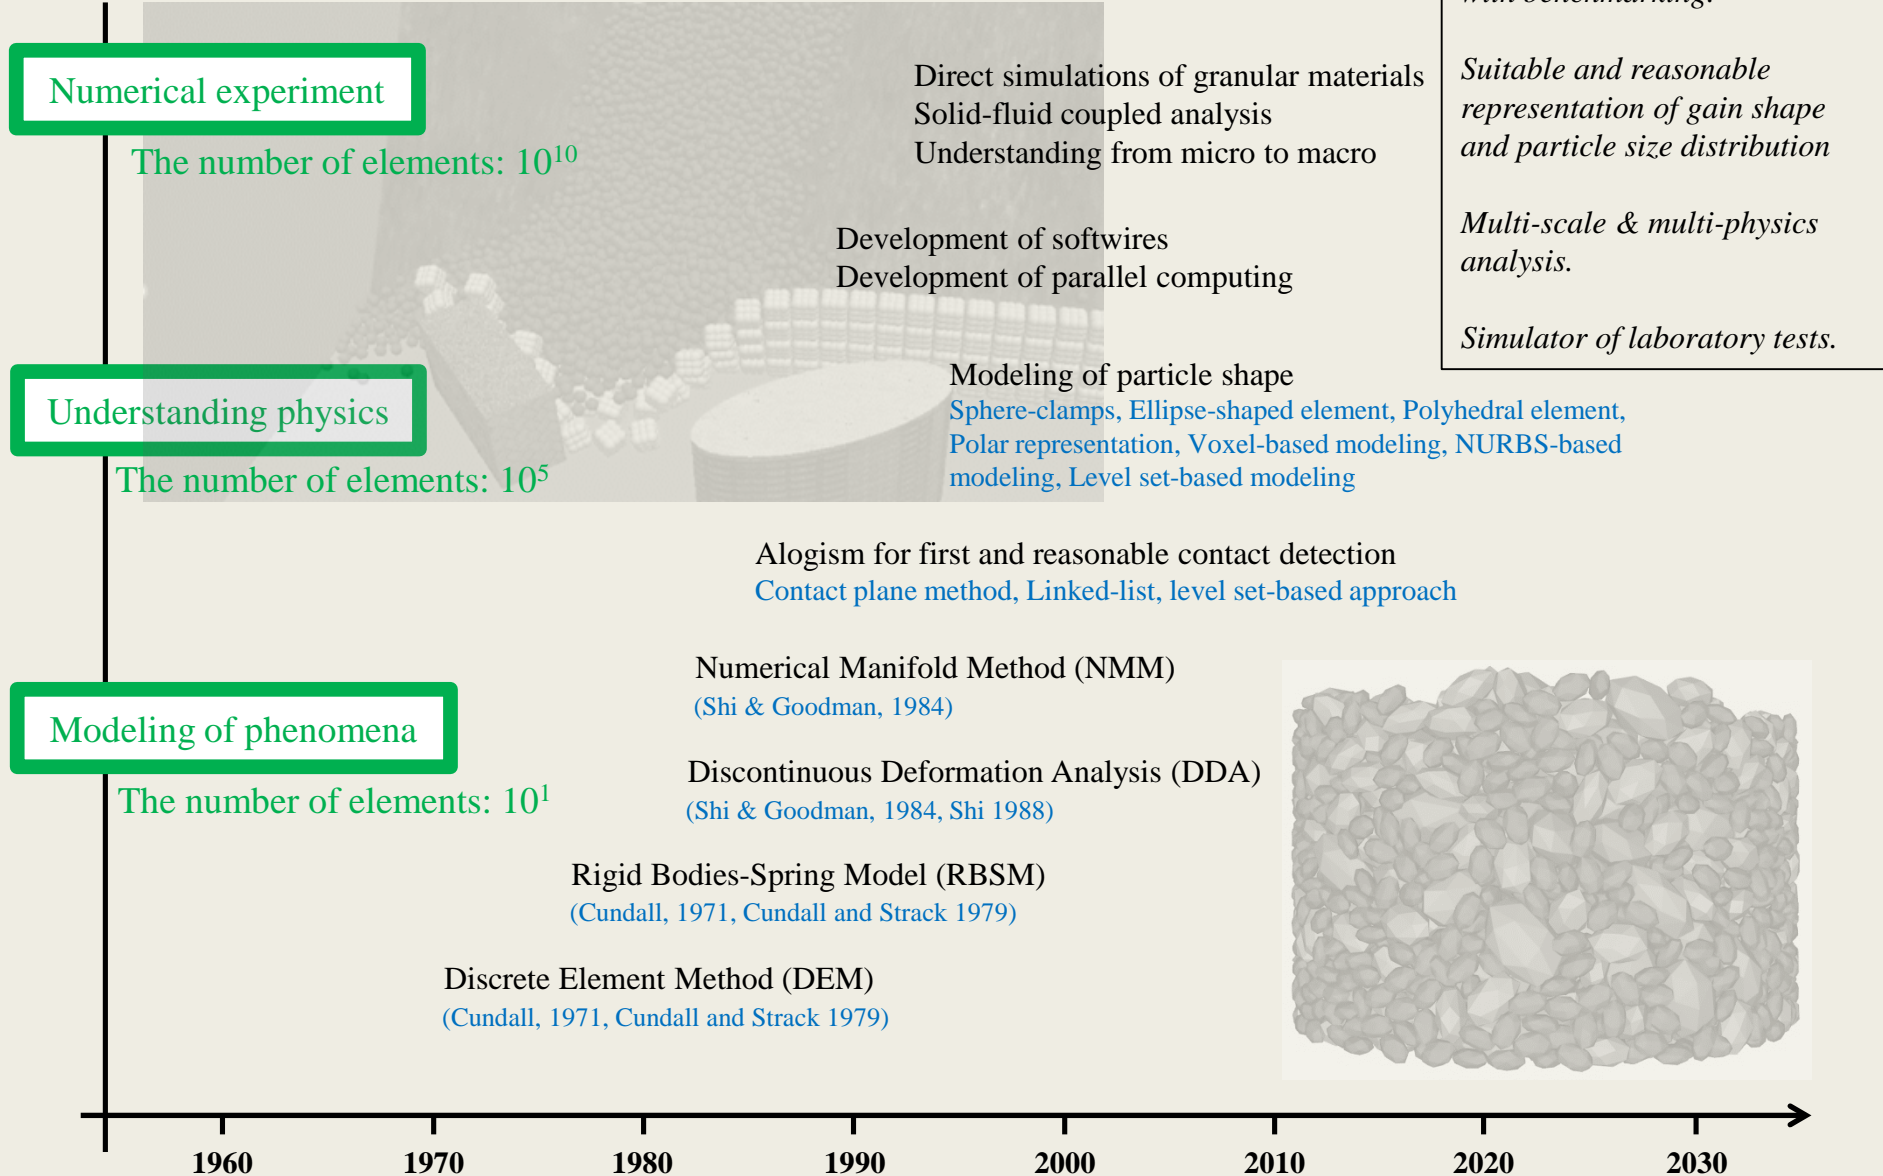 with benchmarking.
Numerical experiment
The number of elements: 10¹⁰
Direct simulations of granular materials
Solid-fluid coupled analysis
Understanding from micro to macro
Suitable and reasonable
representation of gain shape
and particle size distribution
Development of softwires
Development of parallel computing
Multi-scale & multi-physics
analysis.
Simulator of laboratory tests.
Understanding physics
The number of elements: 10⁵
Modeling of particle shape
Sphere-clamps, Ellipse-shaped element, Polyhedral element,
Polar representation, Voxel-based modeling, NURBS-based
modeling, Level set-based modeling
Alogism for first and reasonable contact detection
Contact plane method, Linked-list, level set-based approach
Numerical Manifold Method (NMM)
(Shi & Goodman, 1984)
Modeling of phenomena
The number of elements: 10¹
Discontinuous Deformation Analysis (DDA)
(Shi & Goodman, 1984, Shi 1988)
Rigid Bodies-Spring Model (RBSM)
(Cundall, 1971, Cundall and Strack 1979)
Discrete Element Method (DEM)
(Cundall, 1971, Cundall and Strack 1979)
1960 1970 1980 1990 2000 2010 2020 2030